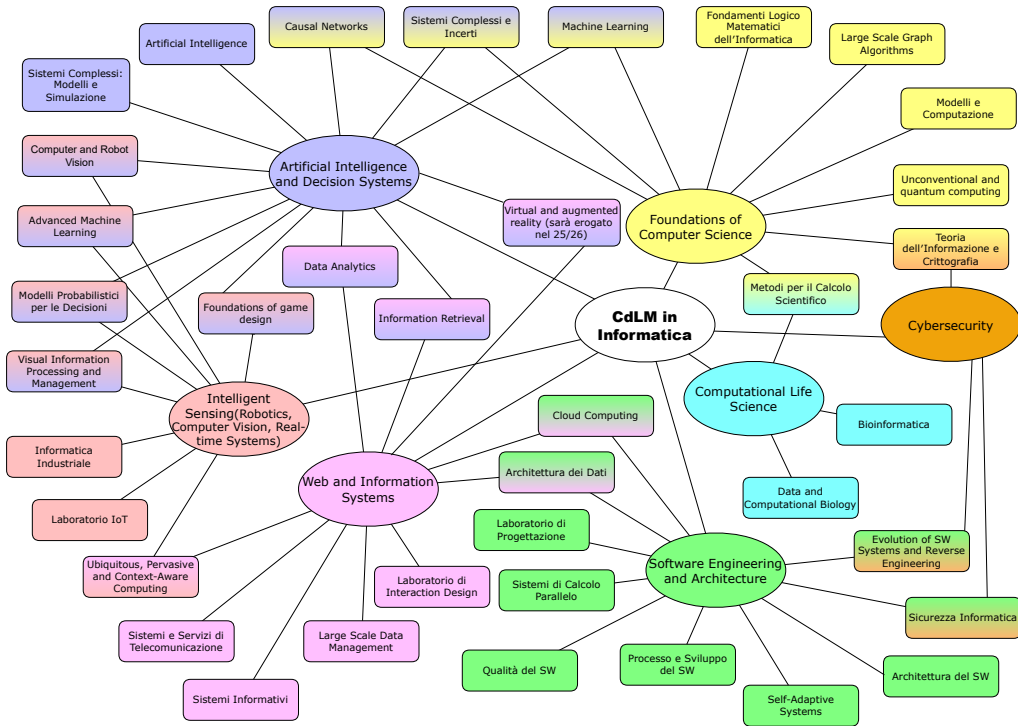 Causal Networks
Sistemi Complessi e
Incerti
Machine Learning
Fondamenti Logico
Matematici
dell'Informatica
Large Scale Graph
Algorithms
Artificial Intelligence
Sistemi Complessi:
Modelli e
Simulazione
Modelli e
Computazione
Computer and Robot
Vision
Artificial Intelligence
and Decision Systems
Unconventional and
quantum computing
Advanced Machine
Learning
Virtual and augmented
reality (sarà erogato
nel 25/26)
Foundations of
Computer Science
Teoria
dell'Informazione e
Crittografia
Data Analytics
Metodi per il Calcolo
Scientifico
Modelli Probabilistici
per le Decisioni
Foundations of game
design
Information Retrieval
CdLM in
Informatica
Cybersecurity
Visual Information
Processing and
Management
Intelligent
Sensing(Robotics,
Computer Vision, Real-
time Systems)
Computational Life
Science
Cloud Computing
Bioinformatica
Informatica
Industriale
Architettura dei Dati
Web and Information
Systems
Data and
Computational Biology
Laboratorio IoT
Laboratorio di
Progettazione
Evolution of SW
Systems and Reverse
Engineering
Ubiquitous, Pervasive
and Context-Aware
Computing
Laboratorio di
Interaction Design
Sistemi di Calcolo
Parallelo
Software Engineering
and Architecture
Sicurezza Informatica
Sistemi e Servizi di
Telecomunicazione
Large Scale Data
Management
Qualità del SW
Processo e Sviluppo
del SW
Architettura del SW
Sistemi Informativi
Self-Adaptive
Systems